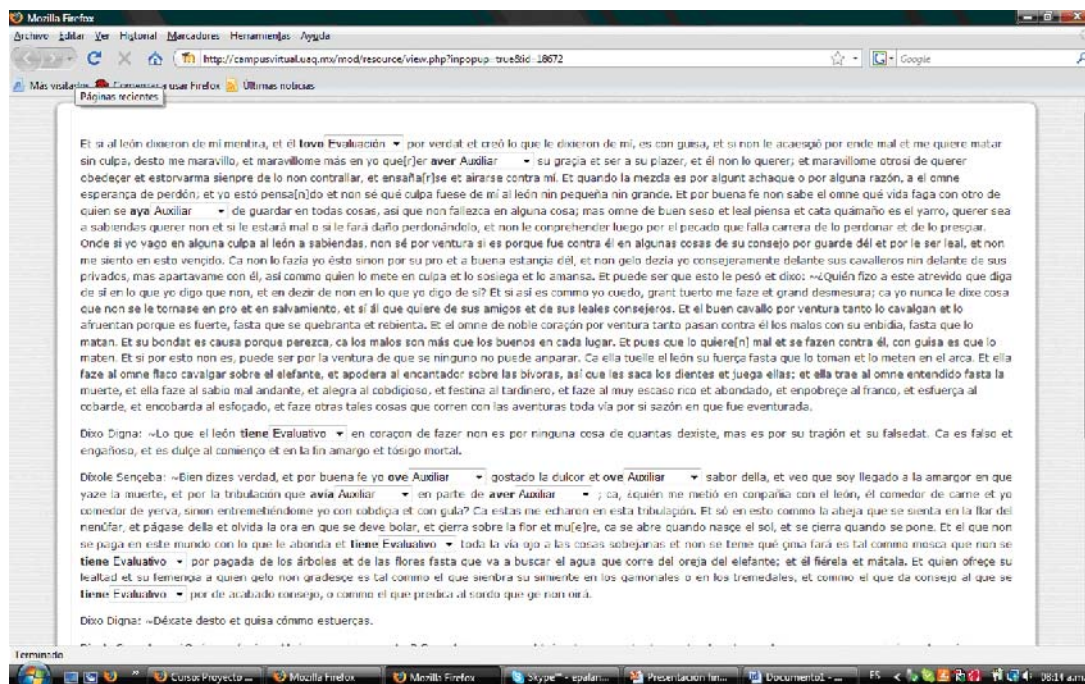 Mozilla Firefox
Archivo Editar Ver Historial Marcadores Herramientas Ayuda
http://campusvirtual.uaq.mx/mod/resource/view.php?inpopup=true&id=18672 Google
Más visitados Comenzar a usar Firefox Últimas noticias
Páginas recientes
Et si al león dixieron de mí mentira, et él tovo Evaluación por verdat et creó lo que le dixieron de mí, es con guisa, et si non le acaesçió por ende mal et me quiere matar
sin culpa, desto me maravillo, et maravíllome más en yo que[r]er aver Auxiliar su graçia et ser a su plazer, et él non lo querer; et maravíllome otrosí de querer
obedeçer et estorvarma sienpre de lo non contrallar, et ensaña[r]se et airarse contra mí. Et quando la mezcla es por algunt achaque o por alguna razón, a el omne
esperança de perdón; et yo estó pensa[n]do et non sé qué culpa fuese de mí al león nin pequeña nin grande. Et por buena fe non sabe el omne qué vida faga con otro de
quien se aya Auxiliar de guardar en todas cosas, así que non fallezca en alguna cosa; mas omne de buen seso et leal piensa et cata quámaño es el yarro, querer sea
a sabiendas querer non et si le estará mal o si le fará daño perdonándolo, et non le conprehender luego por el pecado que falla carrera de lo perdonar et de lo presçiar.
Onde si yo vago en alguna culpa al león a sabiendas, non sé por ventura si es porque fue contra él en algunas cosas de su consejo por guarde dél et por le ser leal, et non
me siento en esto vençido. Ca non lo fazía yo ésto sinon por su pro et a buena estançia dél, et non gelo dezía yo consejeramente delante sus cavalleros nin delante de sus
privados, mas apartavame con él, así commo quien lo mete en culpa et lo sosiega et lo amansa. Et puede ser que esto le pesó et dixo: ~¿Quién fizo a este atrevido que diga
de sí en lo que yo digo que non, et en dezir de non en lo que yo digo de sí? Et si así es commo yo cuedo, grant tuerto me faze et grand desmesura; ca yo nunca le dixe cosa
que non se le tornase en pro et en salvamiento, et sí ál que quiere de sus amigos et de sus leales consejeros. Et el buen cavallo por ventura tanto lo cavalgan et lo
afruentan porque es fuerte, fasta que se quebranta et rebienta. Et el omne de noble coraçón por ventura tanto pasan contra él los malos con su enbidia, fasta que lo
matan. Et su bondat es causa porque perezca, ca los malos son más que los buenos en cada lugar. Et pues que lo quiere[n] mal et se fazen contra él, con guisa es que lo
maten. Et si por esto non es, puede ser por la ventura de que se ninguno no puede anparar. Ca ella tuelle el león su fuerça fasta que lo toman et lo meten en el arca. Et ella
faze al omne flaco cavalgar sobre el elefante, et apodera al encantador sobre las bívoras, así que les saca los dientes et juega ellas; et ella trae al omne entendido fasta la
muerte, et ella faze al sabio mal andante, et alegra al cobdiçioso, et festina al tardinero, et faze al muy escaso rico et abondado, et enpobreçe al franco, et esfuerça al
cobarde, et encobarda al esforçado, et faze otras tales cosas que corren con las aventuras toda vía por si sazón en que fue eventurada.
Dixo Digna: ~Lo que el león tiene Evaluativo en coraçon de fazer non es por ninguna cosa de quantas dexiste, mas es por su traçión et su falsedat. Ca es falso et
engañoso, et es dulçe al comienço et en la fin amargo et tósigo mortal.
Díxole Sençeba: ~Bien dizes verdad, et por buena fe yo ove Auxiliar gostado la dulcor et ove Auxiliar sabor della, et veo que soy llegado a la amargor en que
yaze la muerte, et por la tribulación que avía Auxiliar en parte de aver Auxiliar ; ca, ¿quién me metió en conpañía con el león, él comedor de carne et yo
comedor de yerva, sinon entremetiéndome yo con cobdiçia et con gula? Ca estas me echaron en esta tribulaçión. Et só en esto commo la abeja que se sienta en la flor del
nenúfar, et págase della et olvida la ora en que se deve bolar, et çierra sobre la flor et mu[e]re, ca se abre quando nasçe el sol, et se çierra quando se pone. Et el que non
se paga en este mundo con lo que le abonda et tiene Evaluativo toda la vía ojo a las cosas sobejanas et non se teme qué çima fará es tal commo mosca que non se
tiene Evaluativo por pagada de los árboles et de las flores fasta que va a buscar el agua que corre del oreja del elefante; et él fiérela et mátala. Et quien ofreçe su
lealtad et su femençia a quien gelo non gradesçe es tal commo el que sienbra su simiente en los gamonales o en los tremedales, et commo el que da consejo al que se
tiene Evaluativo por de acabado consejo, o commo el que predica al sordo que ge non oirá.
Dixo Digna: ~Déxate desto et guisa cómmo estuerças.
Terminado
Curso: Proyecto ... Mozilla Firefox Mozilla Firefox Skype™ - epalan... Presentación fin... Documento1 - ... ES 08:14 a.m.